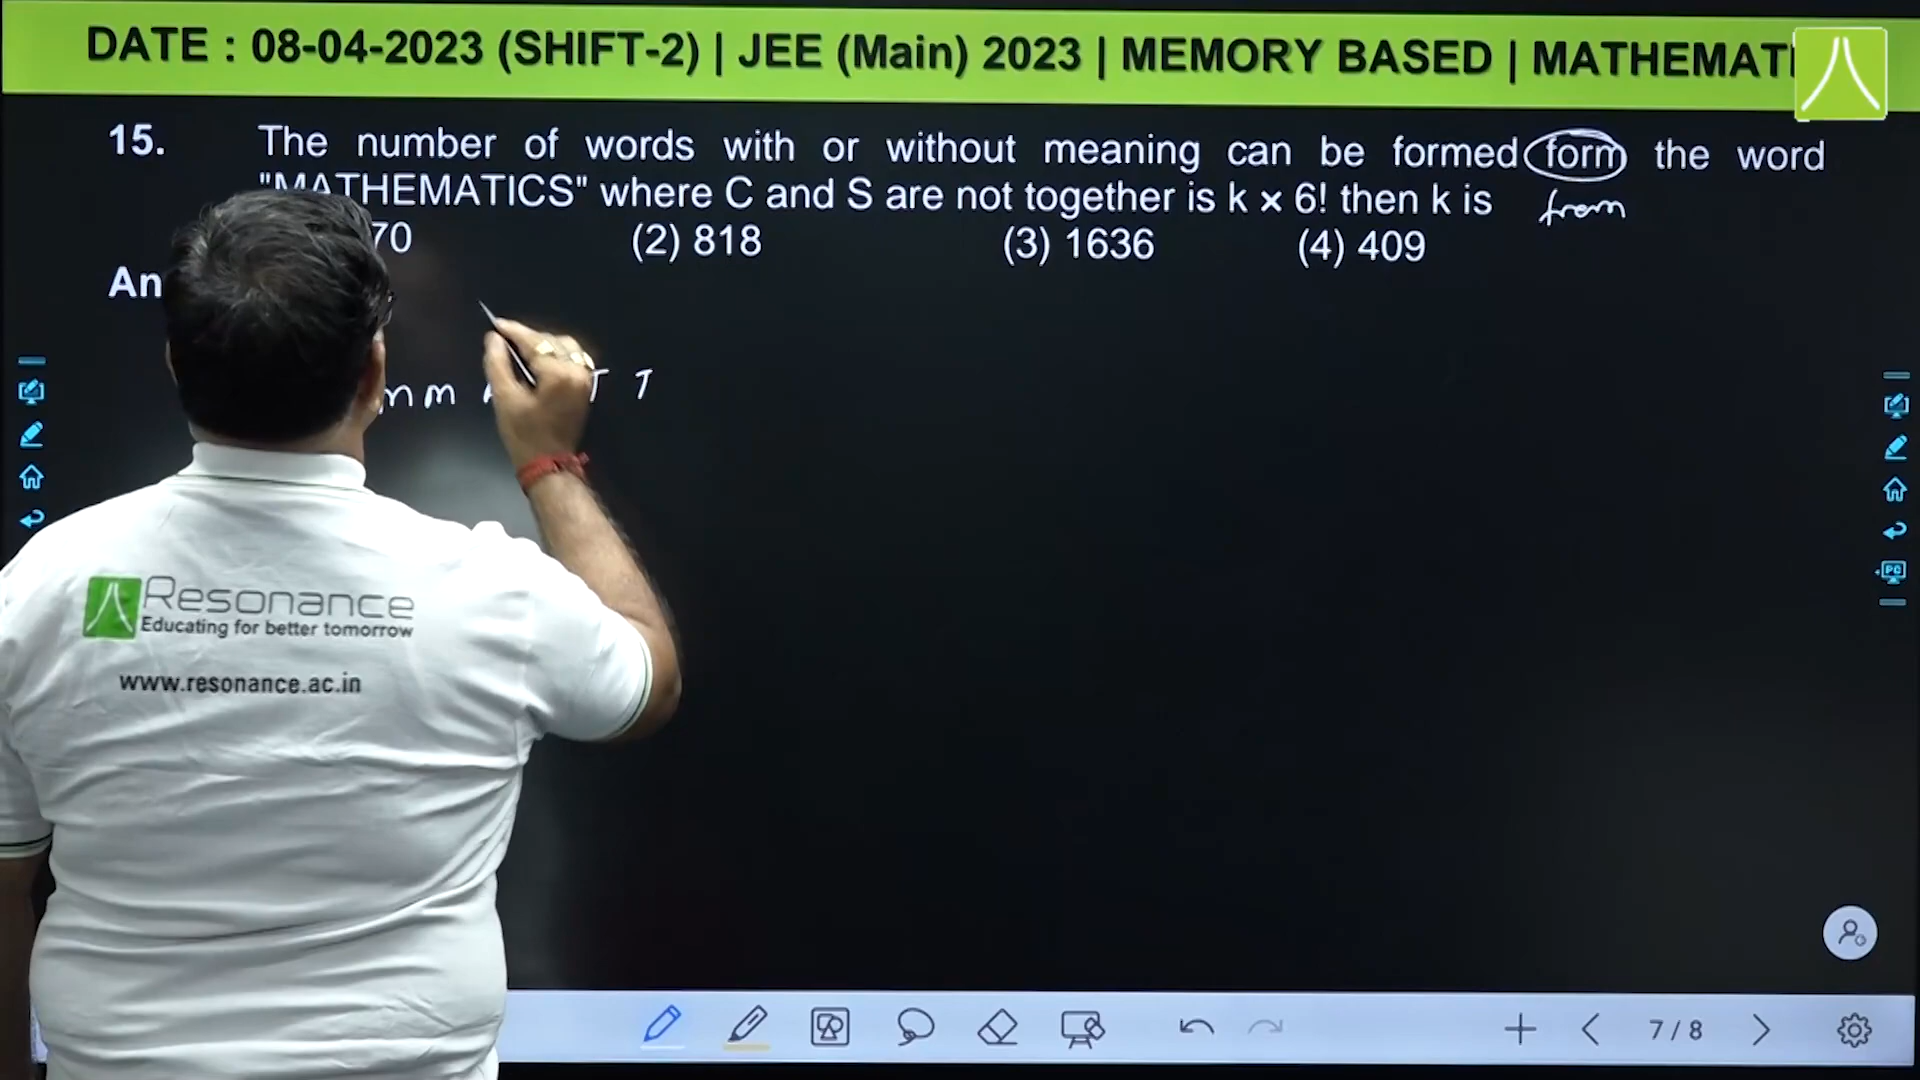 DATE : 08-04-2023 (SHIFT-2) | JEE (Main) 2023 | MEMORY BASED | MATHEMATI
15. The number of words with or without meaning can be formed form the word
"MATHEMATICS" where C and S are not together is k × 6! then k is from
70 (2) 818 (3) 1636 (4) 409
An
m m T T
Resonance
Educating for better tomorrow
www.resonance.ac.in
PC
7 / 8